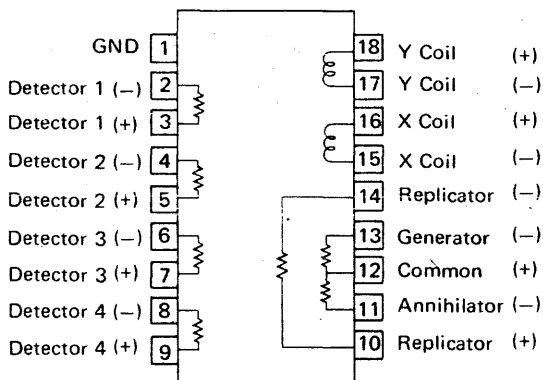 GND 1
Detector 1 (−) 2
Detector 1 (+) 3
Detector 2 (−) 4
Detector 2 (+) 5
Detector 3 (−) 6
Detector 3 (+) 7
Detector 4 (−) 8
Detector 4 (+) 9
18 Y Coil (+)
17 Y Coil (−)
16 X Coil (+)
15 X Coil (−)
14 Replicator (−)
13 Generator (−)
12 Common (+)
11 Annihilator (−)
10 Replicator (+)